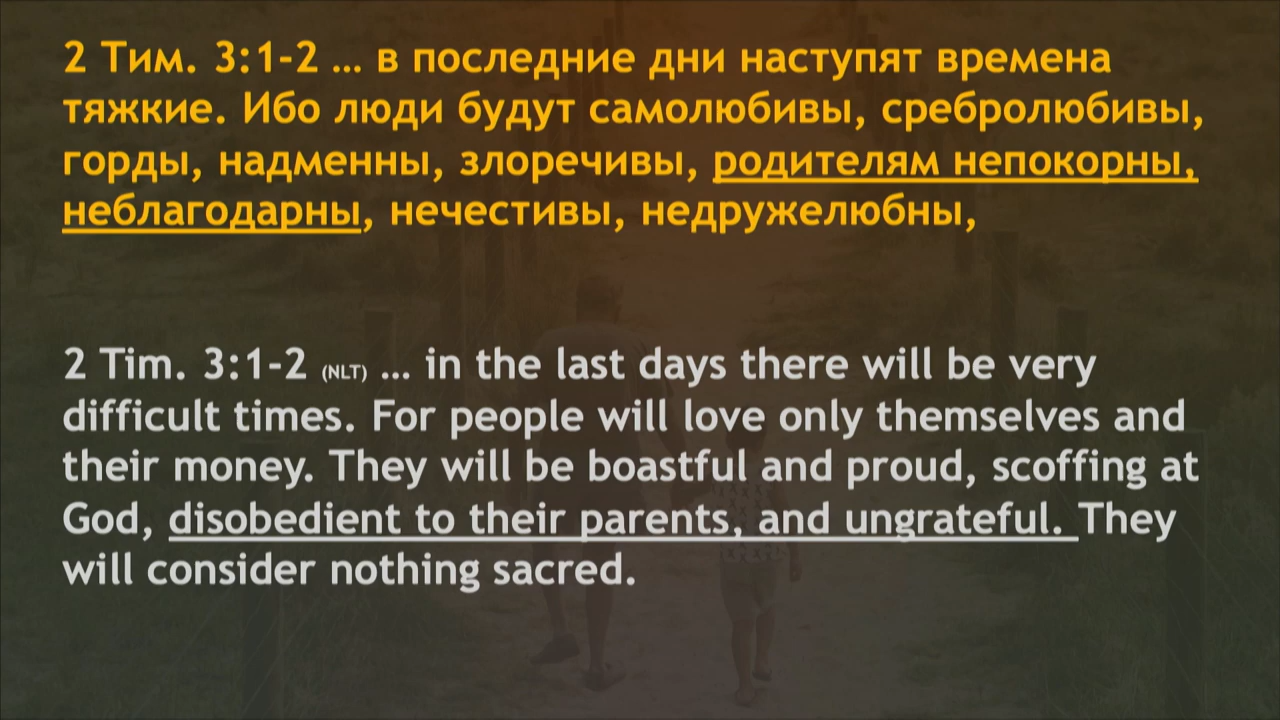 2 Тим. 3:1-2 … в последние дни наступят времена
тяжкие. Ибо люди будут самолюбивы, сребролюбивы,
горды, надменны, злоречивы, родителям непокорны,
неблагодарны, нечестивы, недружелюбны,
2 Tim. 3:1-2 (NLT) … in the last days there will be very
difficult times. For people will love only themselves and
their money. They will be boastful and proud, scoffing at
God, disobedient to their parents, and ungrateful. They
will consider nothing sacred.